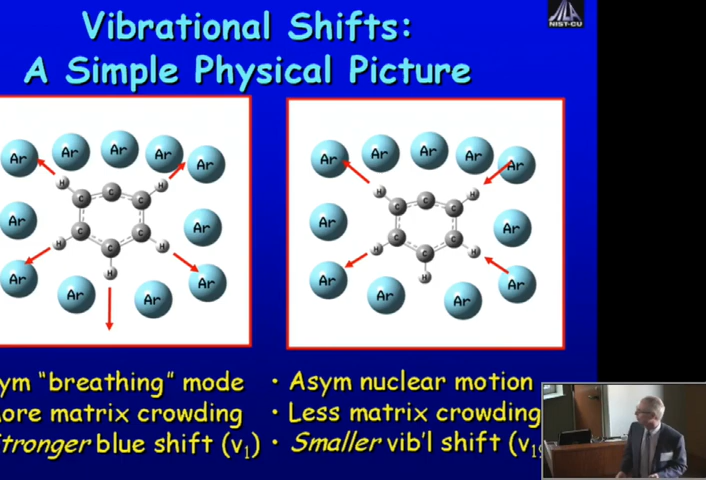 Vibrational Shifts:
A Simple Physical Picture
NIST-CU
Ar Ar Ar Ar Ar
H C C C H
Ar Ar
H C C C H
H
Ar Ar Ar Ar
Ar Ar Ar Ar Ar
H C C C H
Ar Ar
H C C C H
H
Ar Ar Ar Ar
ym “breathing” mode
ore matrix crowding
tronger blue shift (ν1)
• Asym nuclear motion
• Less matrix crowding
• Smaller vib'l shift (ν19